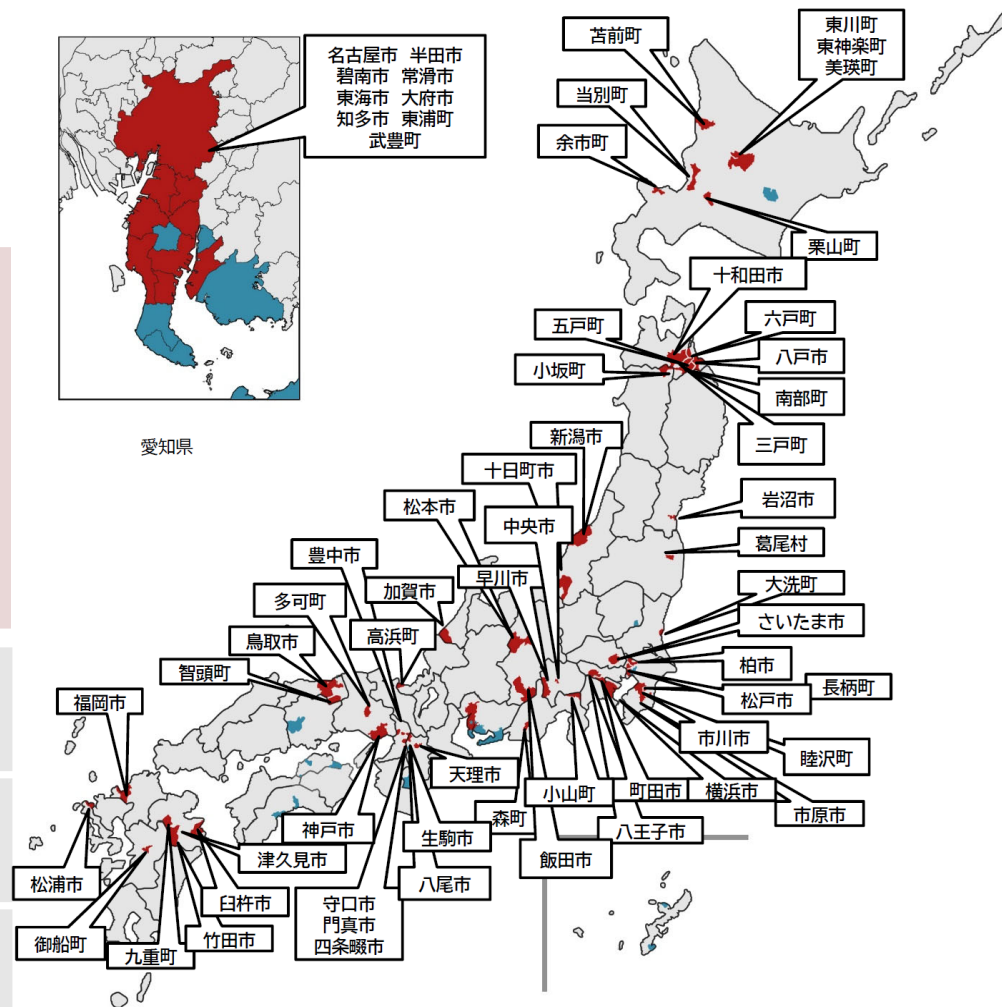 名古屋市 半田市
碧南市 常滑市
東海市 大府市
知多市 東浦町
武豊町
愛知県
苫前町
東川町
東神楽町
美瑛町
当別町
余市町
栗山町
十和田市
五戸町
六戸町
小坂町
八戸市
南部町
三戸町
新潟市
十日町市
松本市
中央市
岩沼市
豊中市
葛尾村
多可町
加賀市
早川市
大洗町
鳥取市
高浜町
さいたま市
智頭町
柏市
福岡市
松戸市
長柄町
市川市
睦沢町
天理市
小山町
町田市
横浜市
市原市
神戸市
生駒市
森町
八王子市
津久見市
飯田市
松浦市
臼杵市
守口市
門真市
四条畷市
八尾市
御船町
九重町
竹田市